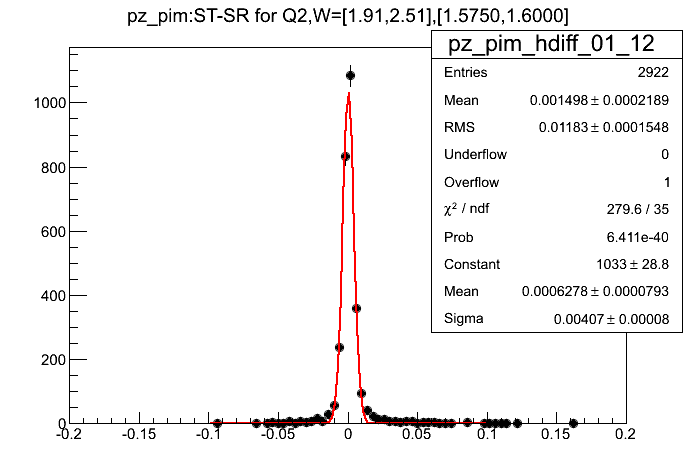 pz_pim:ST-SR for Q2,W=[1.91,2.51],[1.5750,1.6000]
pz_pim_hdiff_01_12
Entries 2922
Mean 0.001498 ± 0.0002189
RMS 0.01183 ± 0.0001548
Underflow 0
Overflow 1
χ² / ndf 279.6 / 35
Prob 6.411e-40
Constant 1033 ± 28.8
Mean 0.0006278 ± 0.0000793
Sigma 0.00407 ± 0.00008
1000
800
600
400
200
0
-0.2 -0.15 -0.1 -0.05 0 0.05 0.1 0.15 0.2